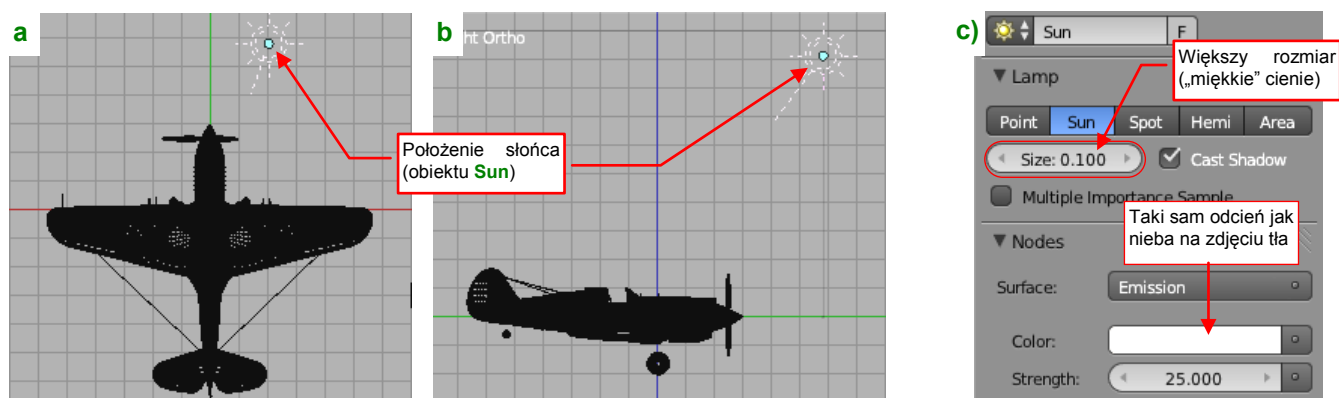 a
b
ht Ortho
Położenie słońca
(obiektu Sun)
c)
Sun
F
Większy rozmiar
(„miękkie” cienie)
Lamp
Point Sun Spot Hemi Area
Size: 0.100
Cast Shadow
Multiple Importance Sample
Taki sam odcień jak
nieba na zdjęciu tła
Nodes
Surface: Emission
Color:
Strength: 25.000